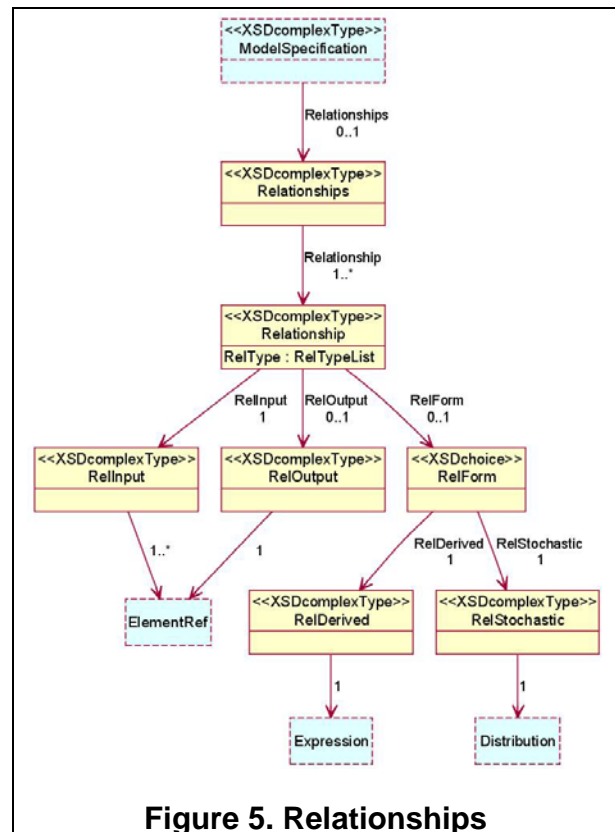 <<XSDcomplexType>>
ModelSpecification
Relationships
0..1
<<XSDcomplexType>>
Relationships
Relationship
1..*
<<XSDcomplexType>>
Relationship
RelType : RelTypeList
RelInput
1
RelOutput
0..1
RelForm
0..1
<<XSDcomplexType>>
RelInput
<<XSDcomplexType>>
RelOutput
<<XSDchoice>>
RelForm
1..*
1
RelDerived
1
RelStochastic
1
ElementRef
<<XSDcomplexType>>
RelDerived
<<XSDcomplexType>>
RelStochastic
1
1
Expression
Distribution
Figure 5. Relationships